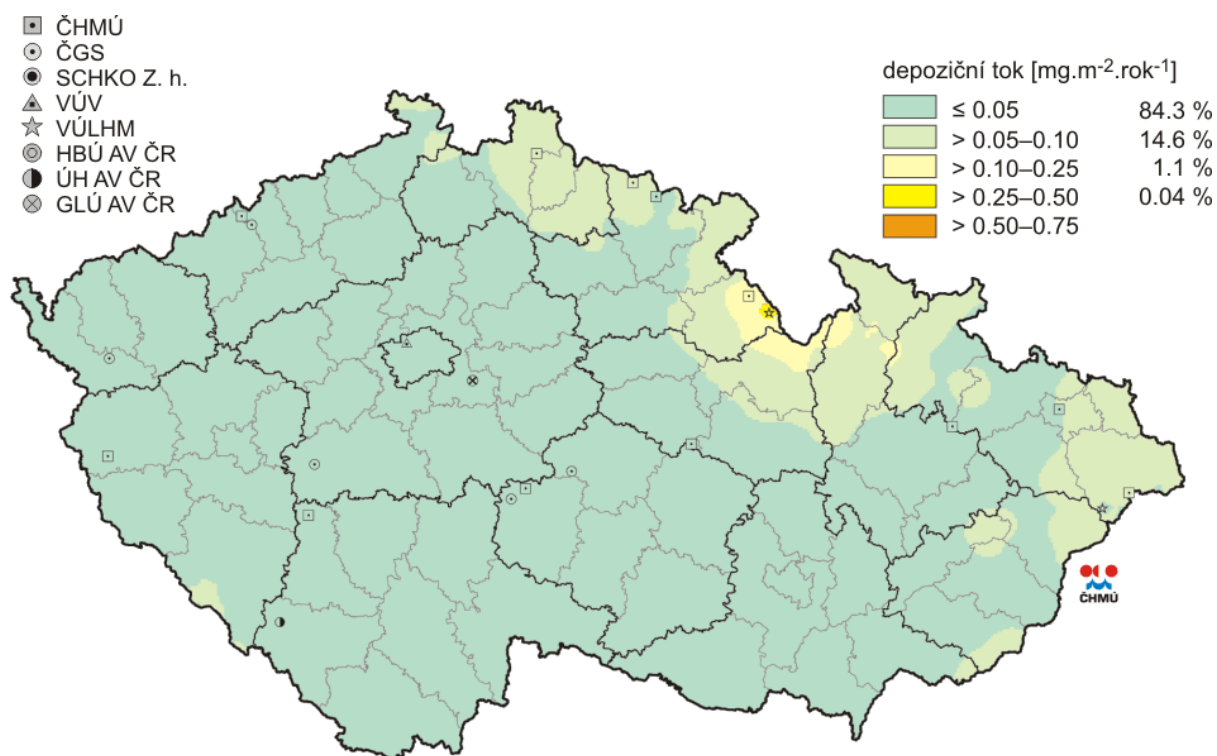 ČHMÚ
ČGS
SCHKO Z. h.
VÚV
VÚLHM
HBÚ AV ČR
ÚH AV ČR
GLÚ AV ČR
depoziční tok [mg.m⁻².rok⁻¹]
≤ 0.05 84.3 %
> 0.05–0.10 14.6 %
> 0.10–0.25 1.1 %
> 0.25–0.50 0.04 %
> 0.50–0.75
ČHMÚ